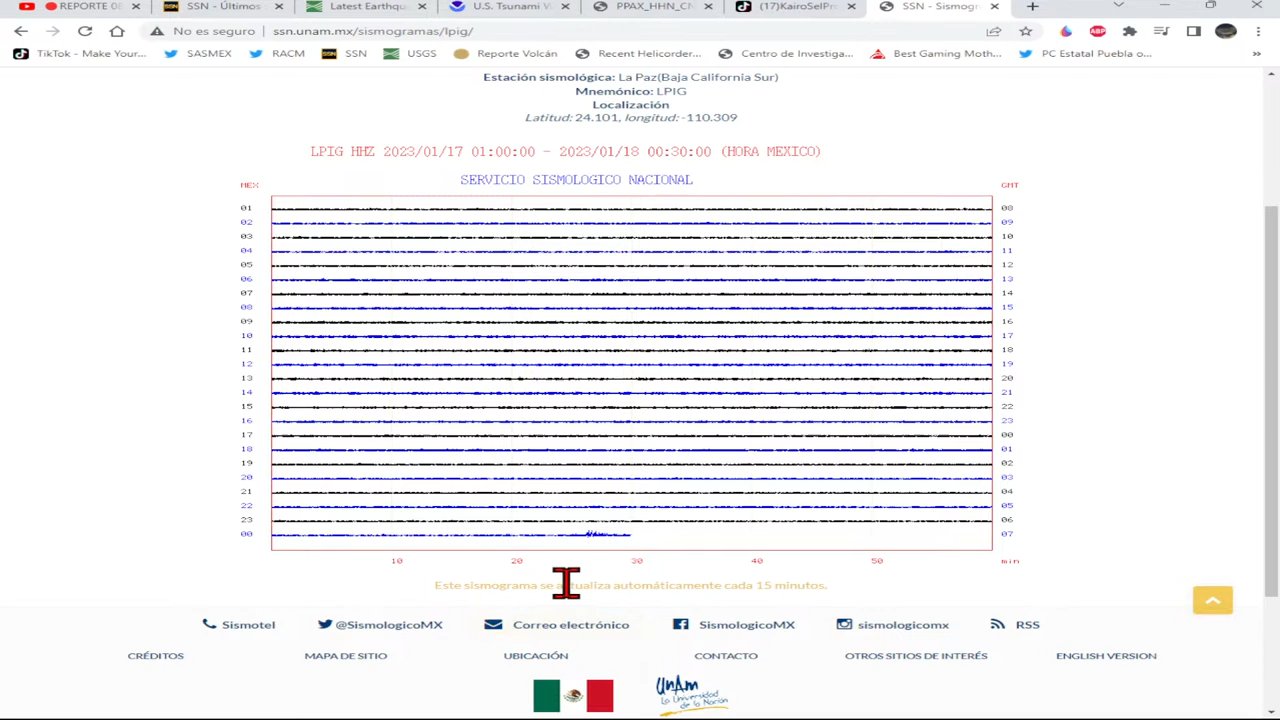 REPORTE 08
SSN - Últimos
Latest Earthqu
U.S. Tsunami W
PPAX_HHN_CM
(17)KairoSelPro
SSN - Sismogr
No es seguro | ssn.unam.mx/sismogramas/lpig/
TikTok - Make Your... SASMEX RACM SSN USGS Reporte Volcán Recent Helicorder... Centro de Investiga... Best Gaming Moth... PC Estatal Puebla o... »
Estación sismológica: La Paz(Baja California Sur)
Mnemónico: LPIG
Localización
Latitud: 24.101, longitud: -110.309
LPIG HHZ 2023/01/17 01:00:00 - 2023/01/18 00:30:00 (HORA MEXICO)
SERVICIO SISMOLOGICO NACIONAL
MEX GMT
01 08
02 09
03 10
04 11
05 12
06 13
07 14
08 15
09 16
10 17
11 18
12 19
13 20
14 21
15 22
16 23
17 00
18 01
19 02
20 03
21 04
22 05
23 06
00 07
10 20 30 40 50 min
Este sismograma se actualiza automáticamente cada 15 minutos.
Sismotel @SismologicoMX Correo electrónico SismologicoMX sismologicomx RSS
CRÉDITOS MAPA DE SITIO UBICACIÓN CONTACTO OTROS SITIOS DE INTERÉS ENGLISH VERSION
UNAM
La Universidad
de la Nación